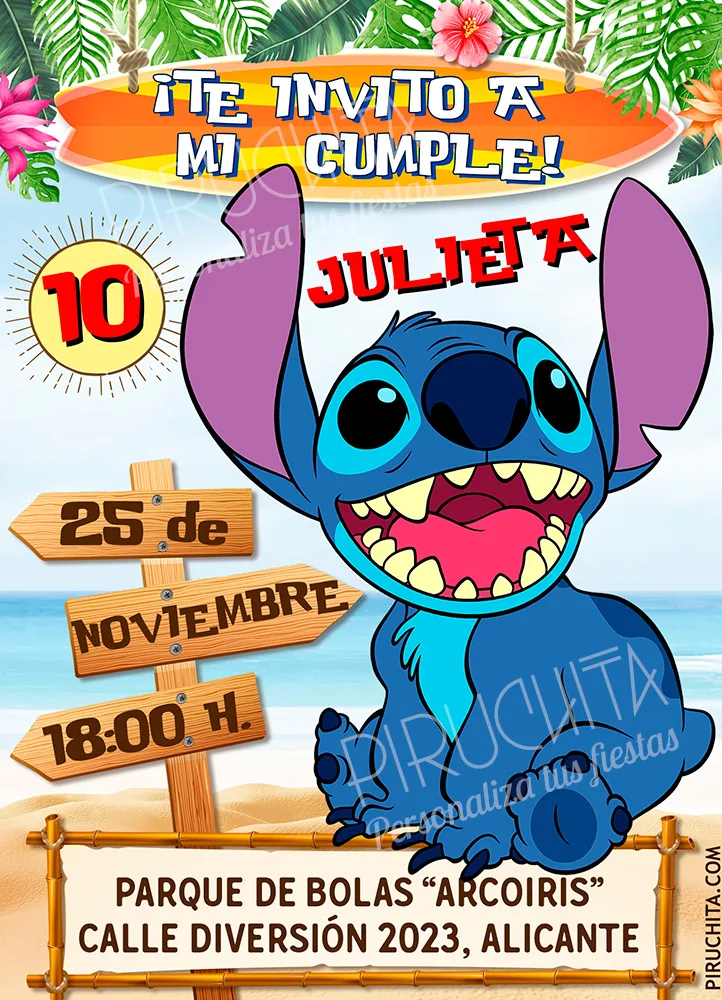 ¡TE INVITO A
MI CUMPLE!
JULIETA
10
25 de
NOVIEMBRE
18:00 H.
PARQUE DE BOLAS “ARCOIRIS”
CALLE DIVERSIÓN 2023, ALICANTE
PIRUCHITA
Personaliza tus fiestas
PIRUCHITA
Personaliza tus fiestas
PIRUCHITA.COM